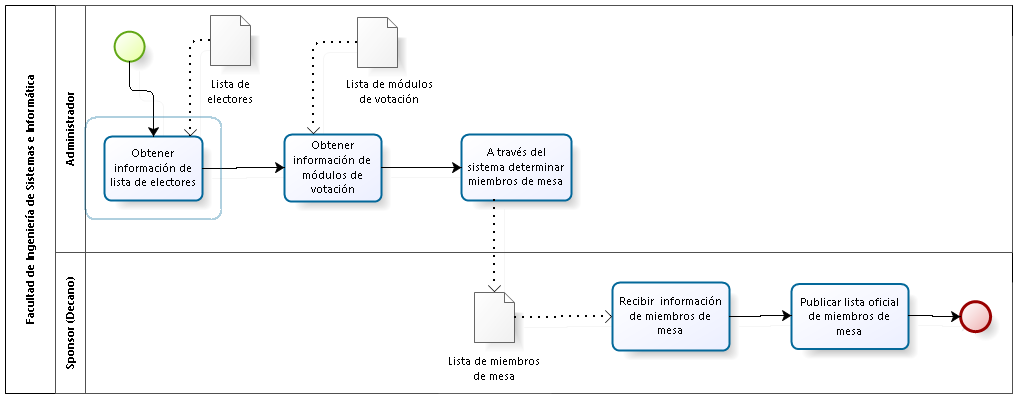 Facultad de Ingeniería de Sistemas e Informática
Administrador
Lista de
electores
Lista de módulos
de votación
Obtener
información de
lista de electores
Obtener
información de
módulos de
votación
A través del
sistema determinar
miembros de mesa
Sponsor (Decano)
Lista de miembros
de mesa
Recibir información
de miembros de
mesa
Publicar lista oficial
de miembros de
mesa